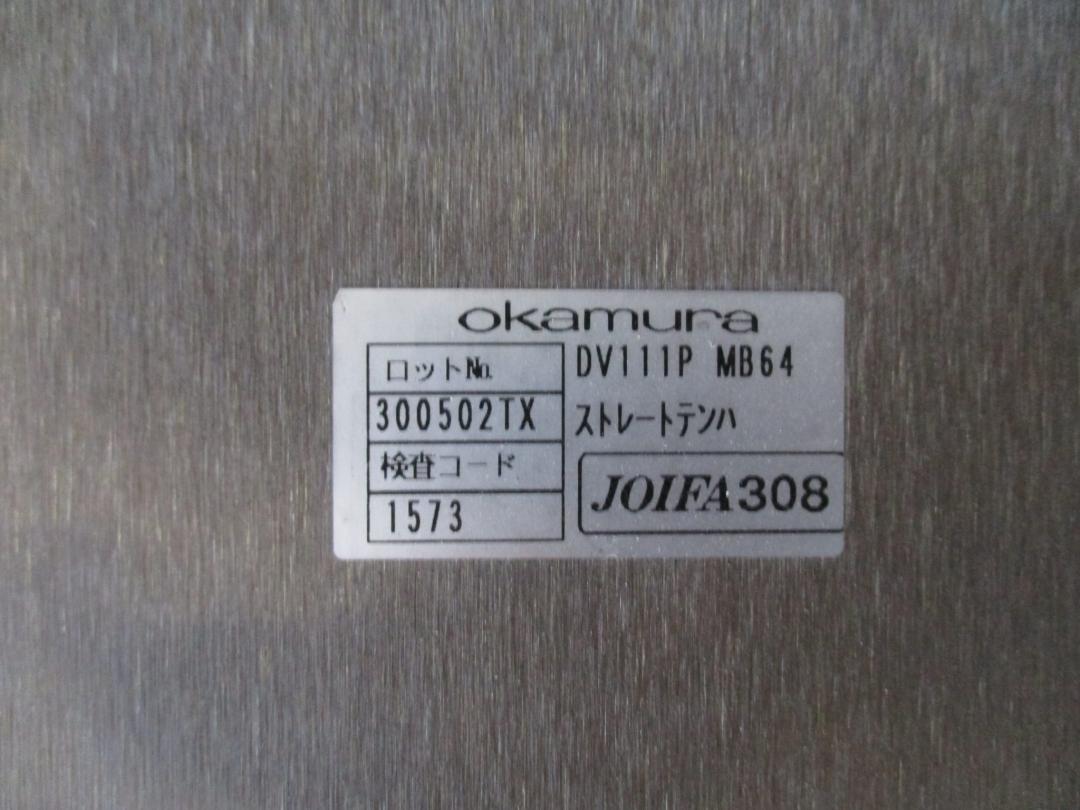 okamura
ロットNo.
300502TX
検査コード
1573
DV111P MB64
ストレートテンハ
JOIFA308